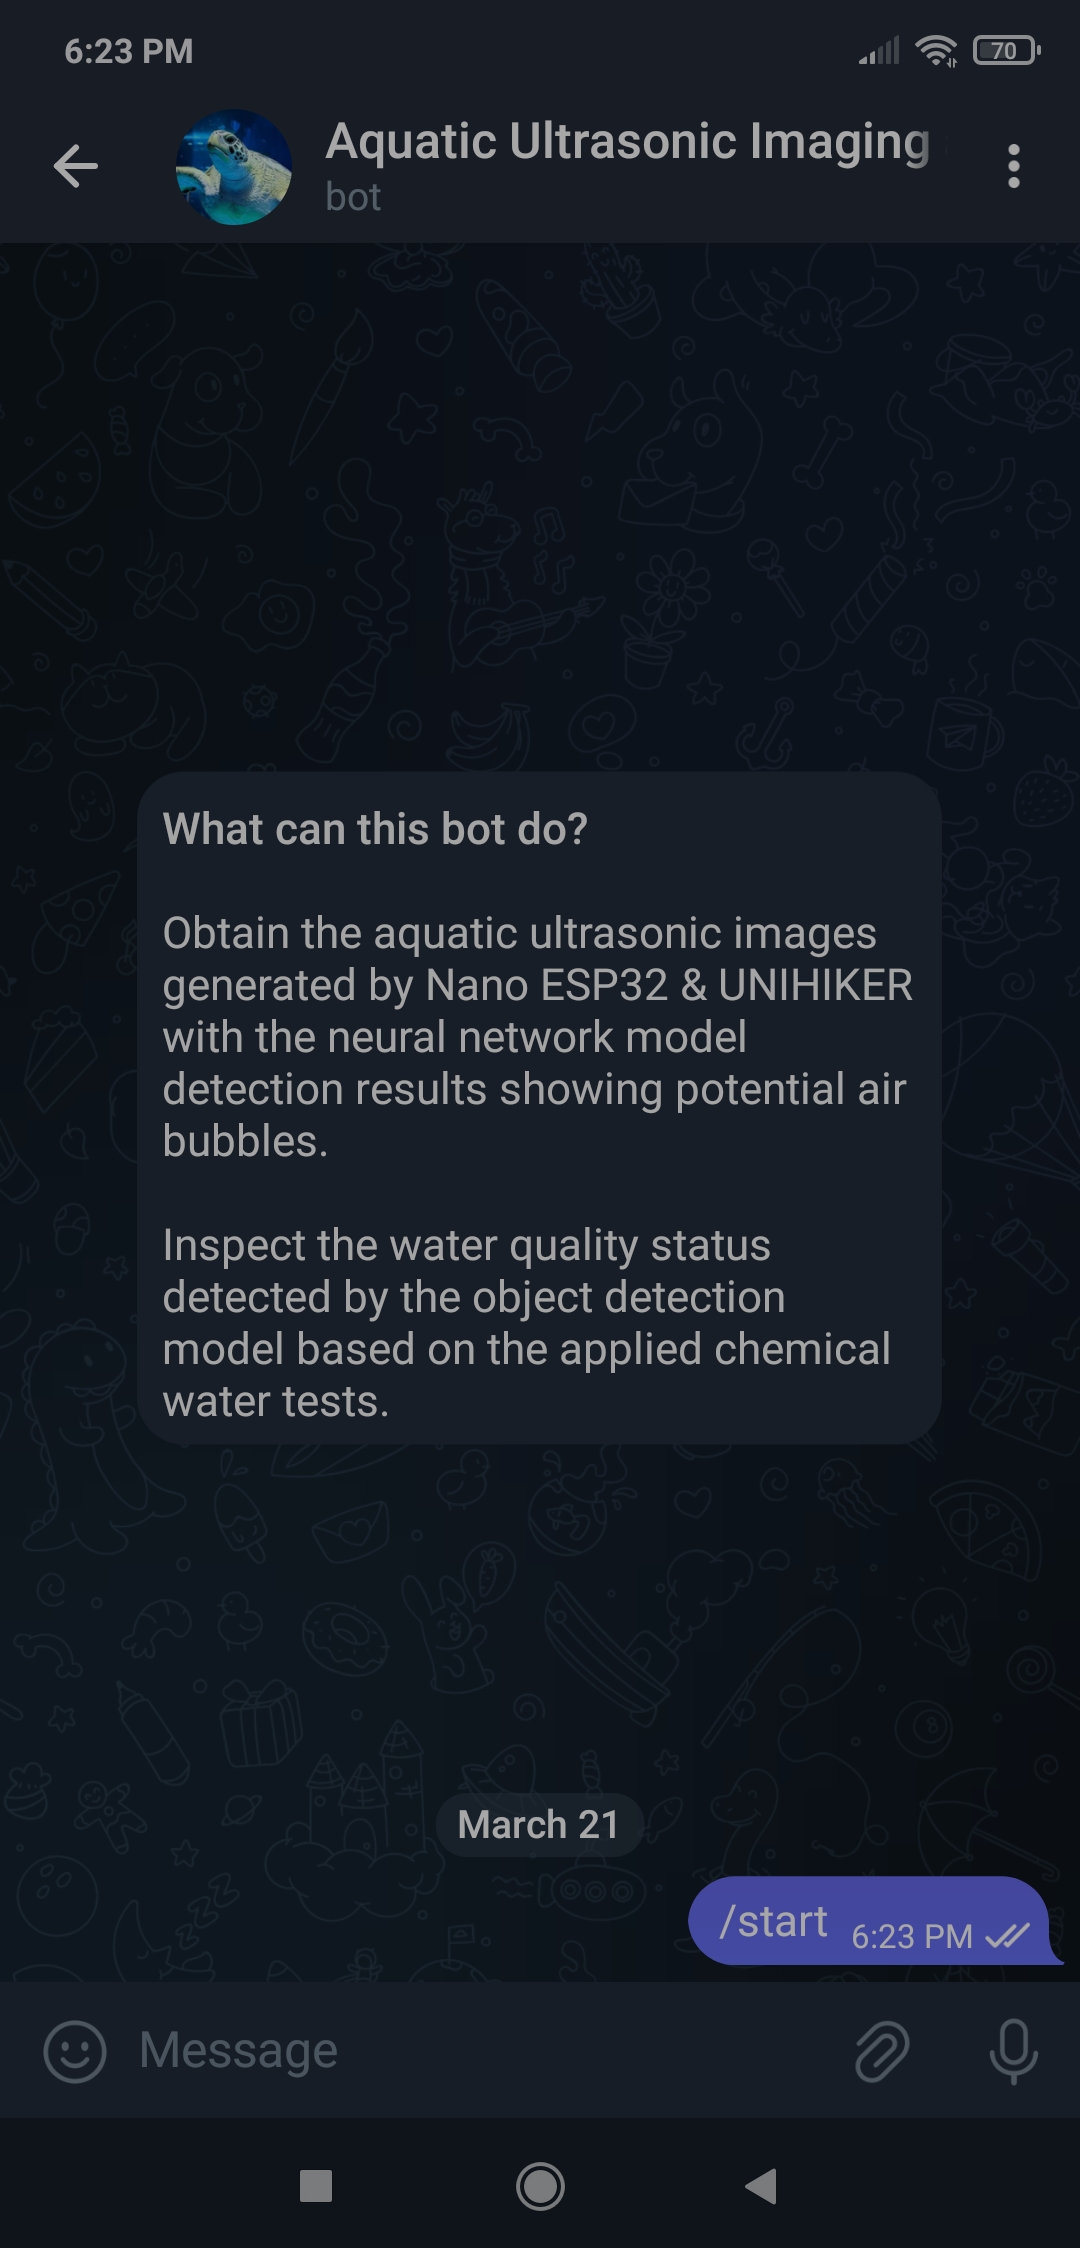 6:23 PM
70
Aquatic Ultrasonic Imaging
bot
What can this bot do?
Obtain the aquatic ultrasonic images
generated by Nano ESP32 & UNIHIKER
with the neural network model
detection results showing potential air
bubbles.
Inspect the water quality status
detected by the object detection
model based on the applied chemical
water tests.
March 21
/start 6:23 PM
Message